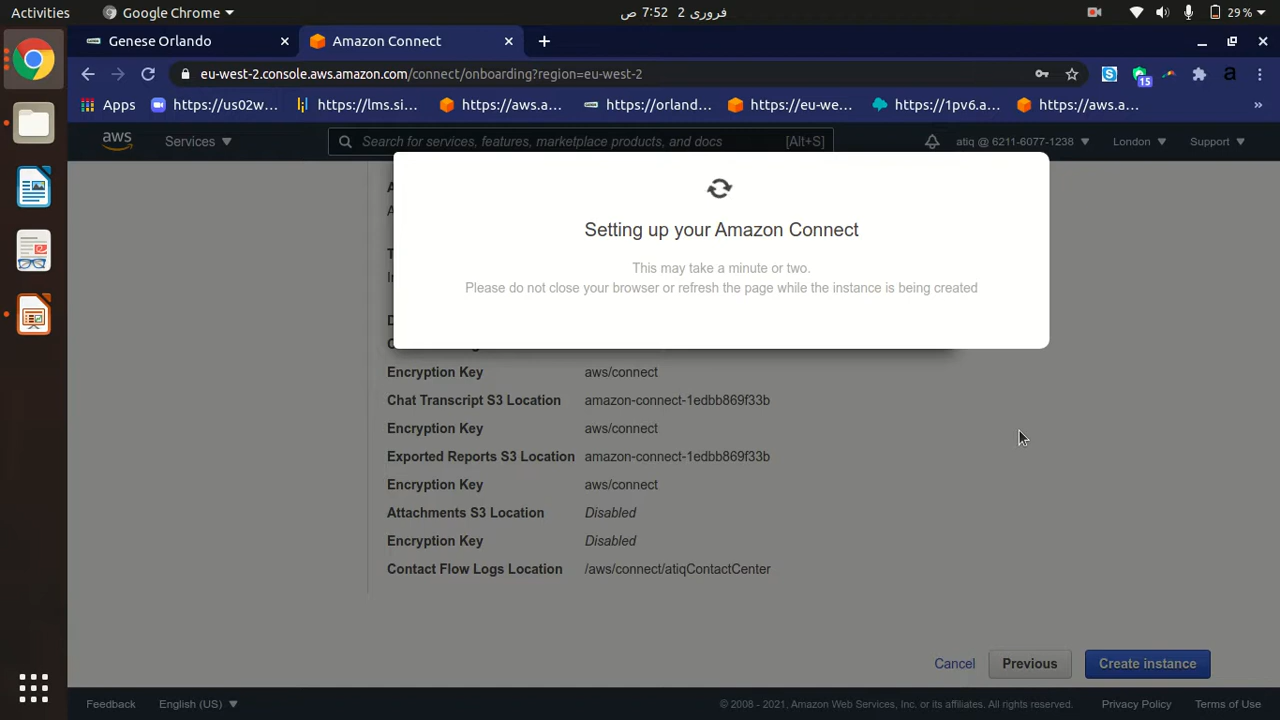 Activities
Google Chrome
فروری 2 7:52 ص
29 %
Genese Orlando
Amazon Connect
eu-west-2.console.aws.amazon.com/connect/onboarding?region=eu-west-2
15
a
Apps
https://us02w...
https://lms.si...
https://aws.a...
https://orland...
https://eu-we...
https://1pv6.a...
https://aws.a...
»
aws
Services
Search for services, features, marketplace products, and docs
[Alt+S]
atiq @ 6211-6077-1238
London
Support
Setting up your Amazon Connect
This may take a minute or two.
Please do not close your browser or refresh the page while the instance is being created
Encryption Key
aws/connect
Chat Transcript S3 Location
amazon-connect-1edbb869f33b
Encryption Key
aws/connect
Exported Reports S3 Location
amazon-connect-1edbb869f33b
Encryption Key
aws/connect
Attachments S3 Location
Disabled
Encryption Key
Disabled
Contact Flow Logs Location
/aws/connect/atiqContactCenter
Cancel
Previous
Create instance
Feedback
English (US)
© 2008 - 2021, Amazon Web Services, Inc. or its affiliates. All rights reserved.
Privacy Policy
Terms of Use